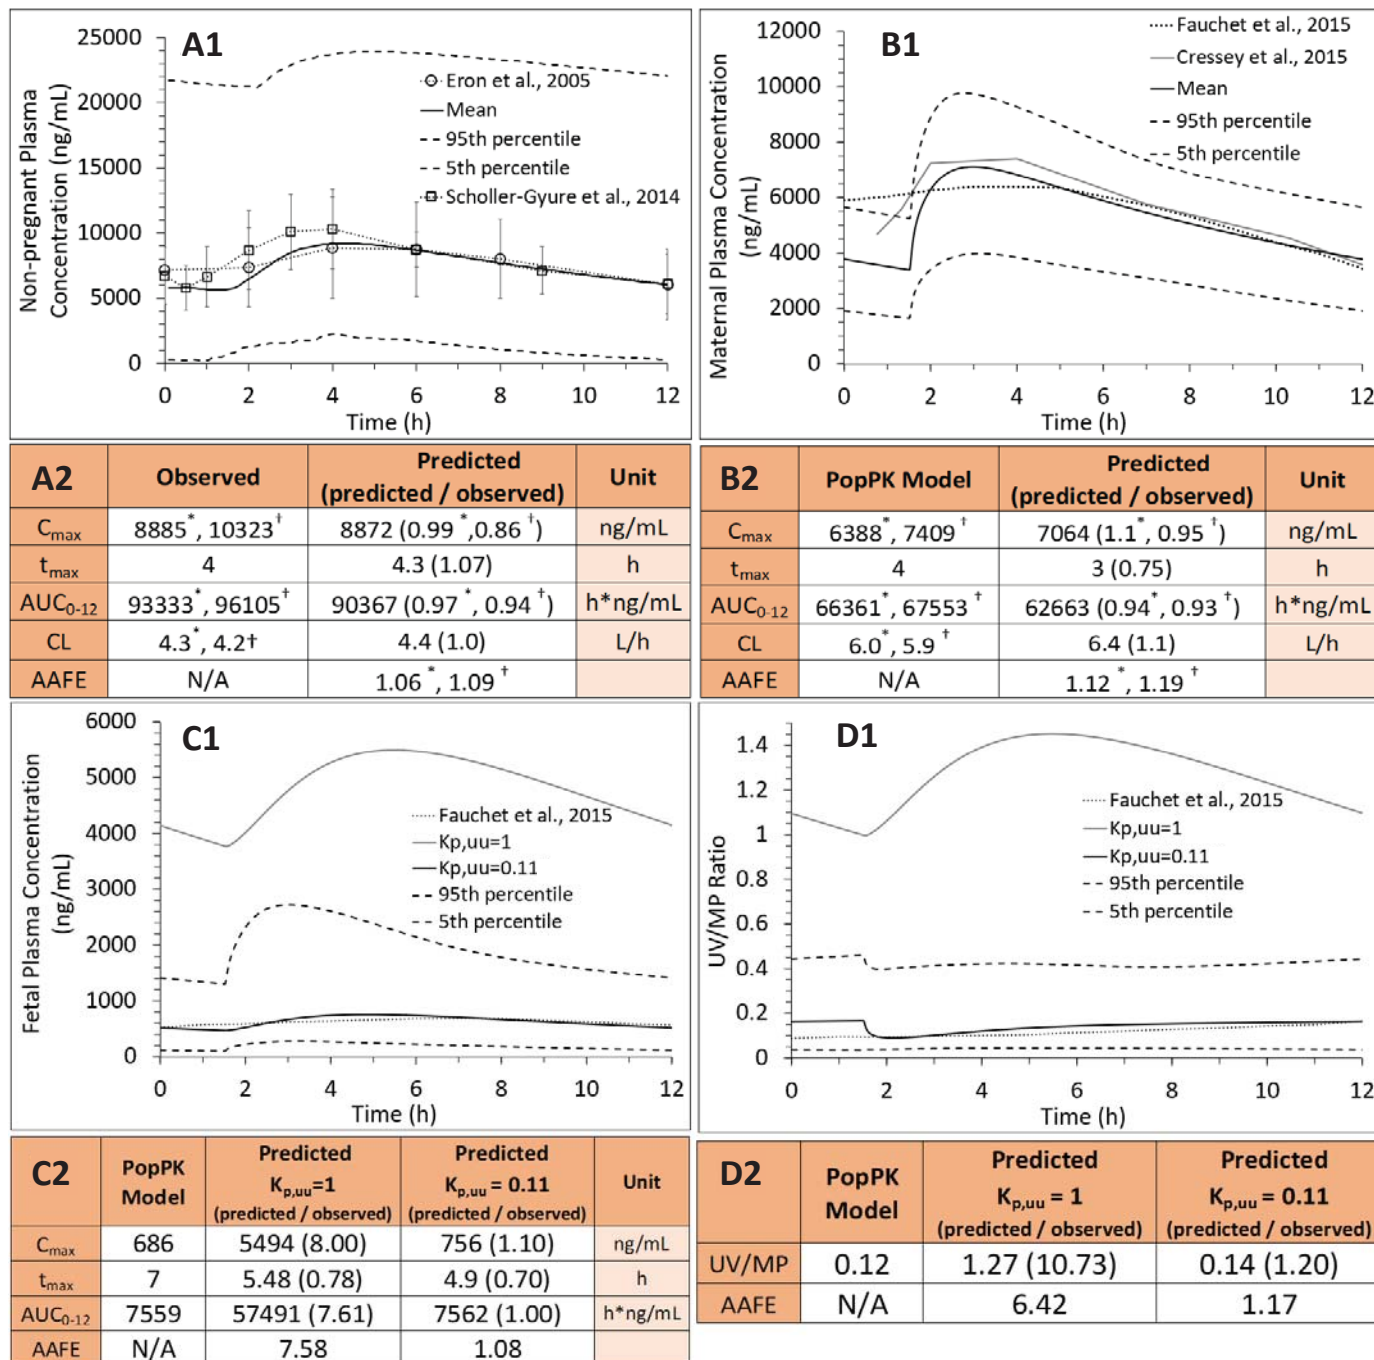 A1
Non-pregnant Plasma
Concentration (ng/mL)
25000
20000
15000
10000
5000
0
0 2 4 6 8 10 12
Time (h)
Eron et al., 2005
Mean
95th percentile
5th percentile
Scholler-Gyure et al., 2014
B1
Maternal Plasma Concentration
(ng/mL)
12000
10000
8000
6000
4000
2000
0
0 2 4 6 8 10 12
Time (h)
Fauchet et al., 2015
Cressey et al., 2015
Mean
95th percentile
5th percentile
A2 Observed Predicted (predicted / observed) Unit
Cmax 8885*, 10323† 8872 (0.99 *,0.86 †) ng/mL
tmax 4 4.3 (1.07) h
AUC0-12 93333*, 96105† 90367 (0.97 *, 0.94 †) h*ng/mL
CL 4.3*, 4.2† 4.4 (1.0) L/h
AAFE N/A 1.06 *, 1.09 †
B2 PopPK Model Predicted (predicted / observed) Unit
Cmax 6388*, 7409 † 7064 (1.1*, 0.95 †) ng/mL
tmax 4 3 (0.75) h
AUC0-12 66361*, 67553 † 62663 (0.94*, 0.93 †) h*ng/mL
CL 6.0*, 5.9 † 6.4 (1.1) L/h
AAFE N/A 1.12 *, 1.19 †
C1
Fetal Plasma Concentration
(ng/mL)
6000
5000
4000
3000
2000
1000
0
0 2 4 6 8 10 12
Time (h)
Fauchet et al., 2015
Kp,uu=1
Kp,uu=0.11
95th percentile
5th percentile
D1
UV/MP Ratio
1.4
1.2
1
0.8
0.6
0.4
0.2
0
0 2 4 6 8 10 12
Time (h)
Fauchet et al., 2015
Kp,uu=1
Kp,uu=0.11
95th percentile
5th percentile
C2 PopPK Model Predicted Kp,uu=1 (predicted / observed) Predicted Kp,uu = 0.11 (predicted / observed) Unit
Cmax 686 5494 (8.00) 756 (1.10) ng/mL
tmax 7 5.48 (0.78) 4.9 (0.70) h
AUC0-12 7559 57491 (7.61) 7562 (1.00) h*ng/mL
AAFE N/A 7.58 1.08
D2 PopPK Model Predicted Kp,uu = 1 (predicted / observed) Predicted Kp,uu = 0.11 (predicted / observed)
UV/MP 0.12 1.27 (10.73) 0.14 (1.20)
AAFE N/A 6.42 1.17